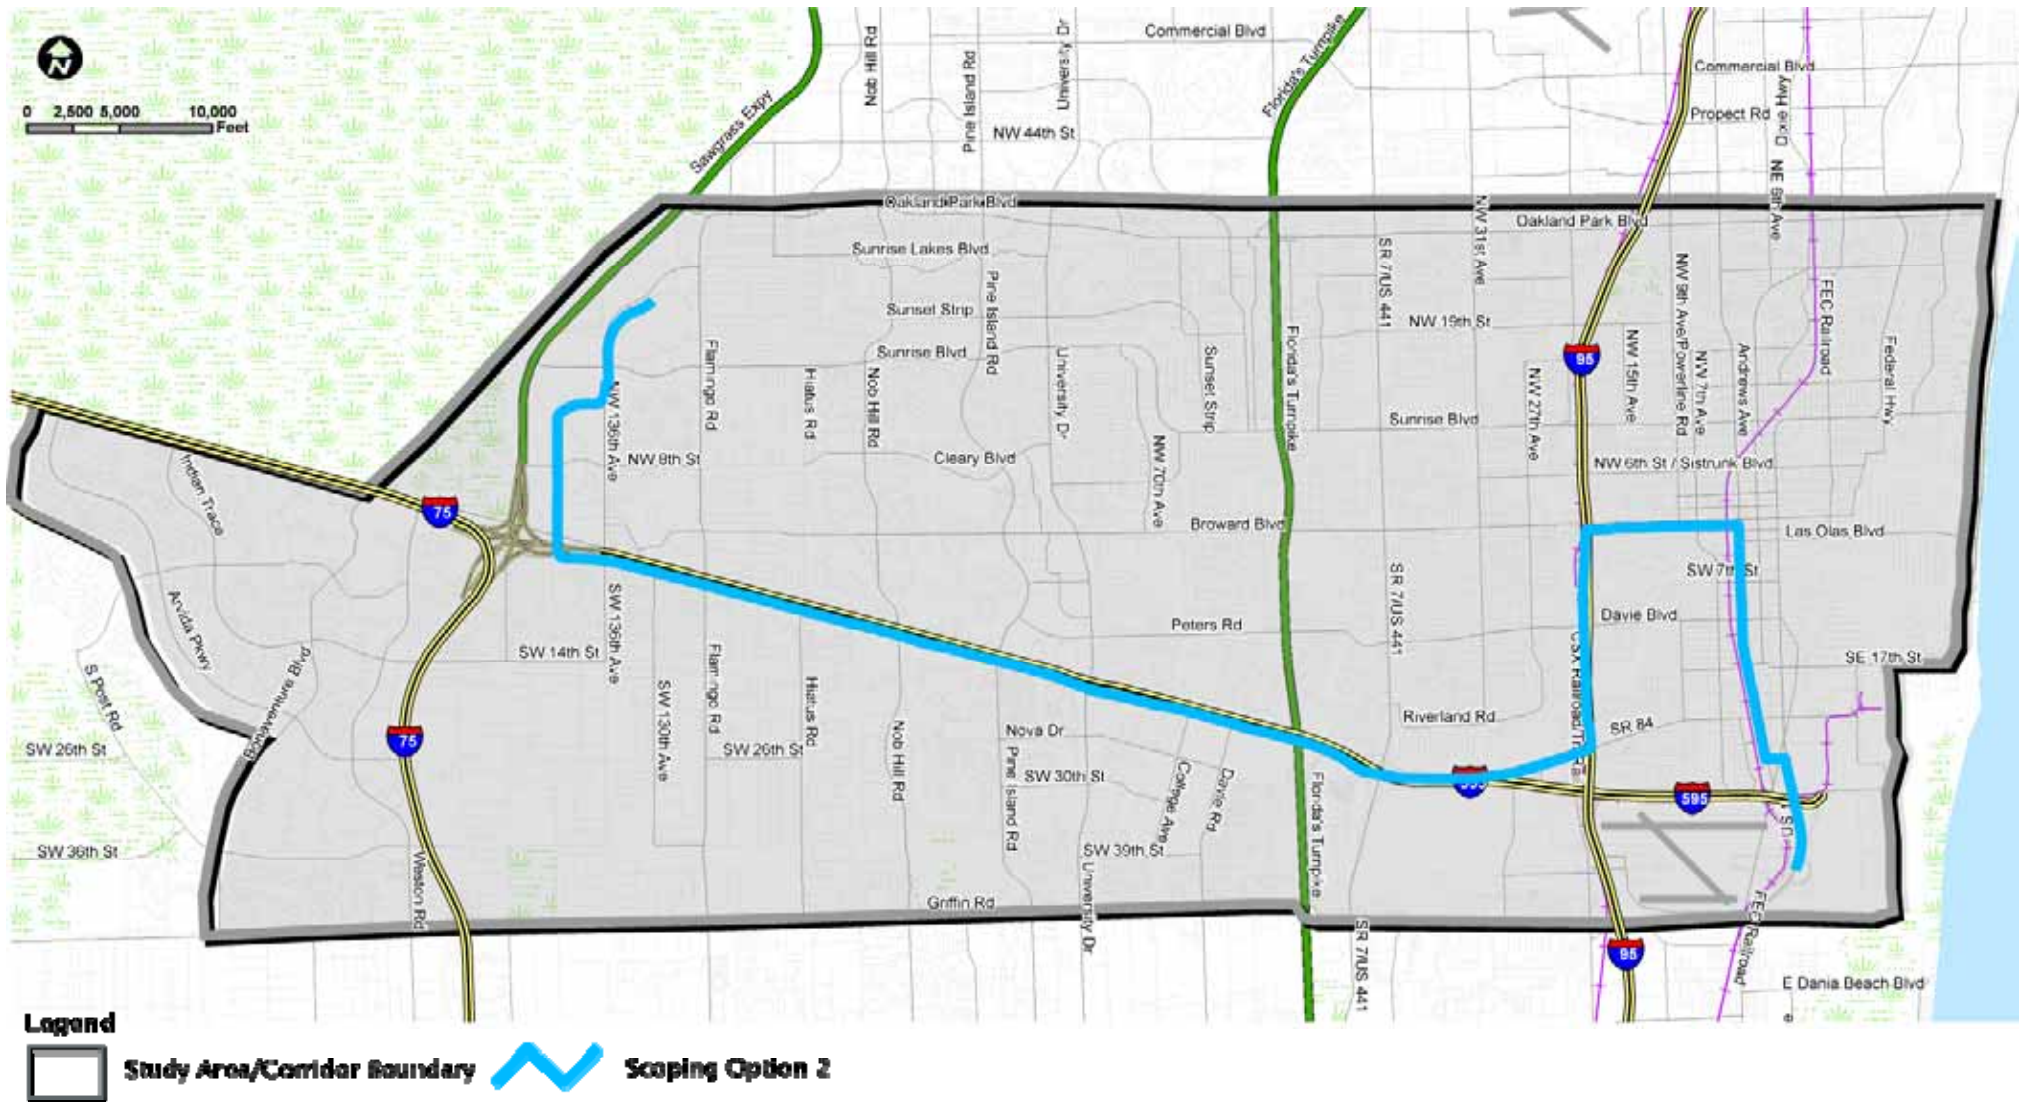 Commercial Blvd
Nob Hill Rd
Pine Island Rd
University Dr
Florida's Turnpike
N
0 2,500 5,000 10,000
Feet
Sawgrass Expy
Commercial Blvd
Dixie Hwy
Propect Rd
NW 44th St
NE 6th Ave
Oakland Park Blvd
NW 31st Ave
Oakland Park Blvd
Sunrise Lakes Blvd
SR 7/US 441
NW 9th Ave/Powerline Rd
FEC Railroad
Pine Island Rd
Sunset Strip
NW 19th St
Florida's Turnpike
Flamingo Rd
Sunrise Blvd
University Dr
Sunset Strip
95
NW 15th Ave
NW 7th Ave
Andrews Ave
Federal Hwy
Hiatus Rd
Nob Hill Rd
NW 27th Ave
NW 136th Ave
Sunrise Blvd
NW 70th Ave
NW 8th St
Cleary Blvd
NW 6th St / Sistrunk Blvd
Indian Trace
75
Broward Blvd
Las Olas Blvd
SR 7/US 441
SW 7th St
Arvida Pkwy
SW 136th Ave
Peters Rd
Davie Blvd
CSX Railroad/Tri
SW 14th St
Flamingo Rd
SE 17th St
Bonaventure Blvd
S Post Rd
SW 130th Ave
Hiatus Rd
Nob Hill Rd
Riverland Rd
SR 84
75
Nova Dr
SW 26th St
SW 26th St
Pine Island Rd
SW 30th St
College Ave
Davie Rd
Florida's Turnpike
595
SW 36th St
Weston Rd
SW 39th St
University Dr
Griffin Rd
FEC Railroad
SR 7/US 441
95
E Dania Beach Blvd
Legend
Study Area/Corridor Boundary
Scoping Option 2